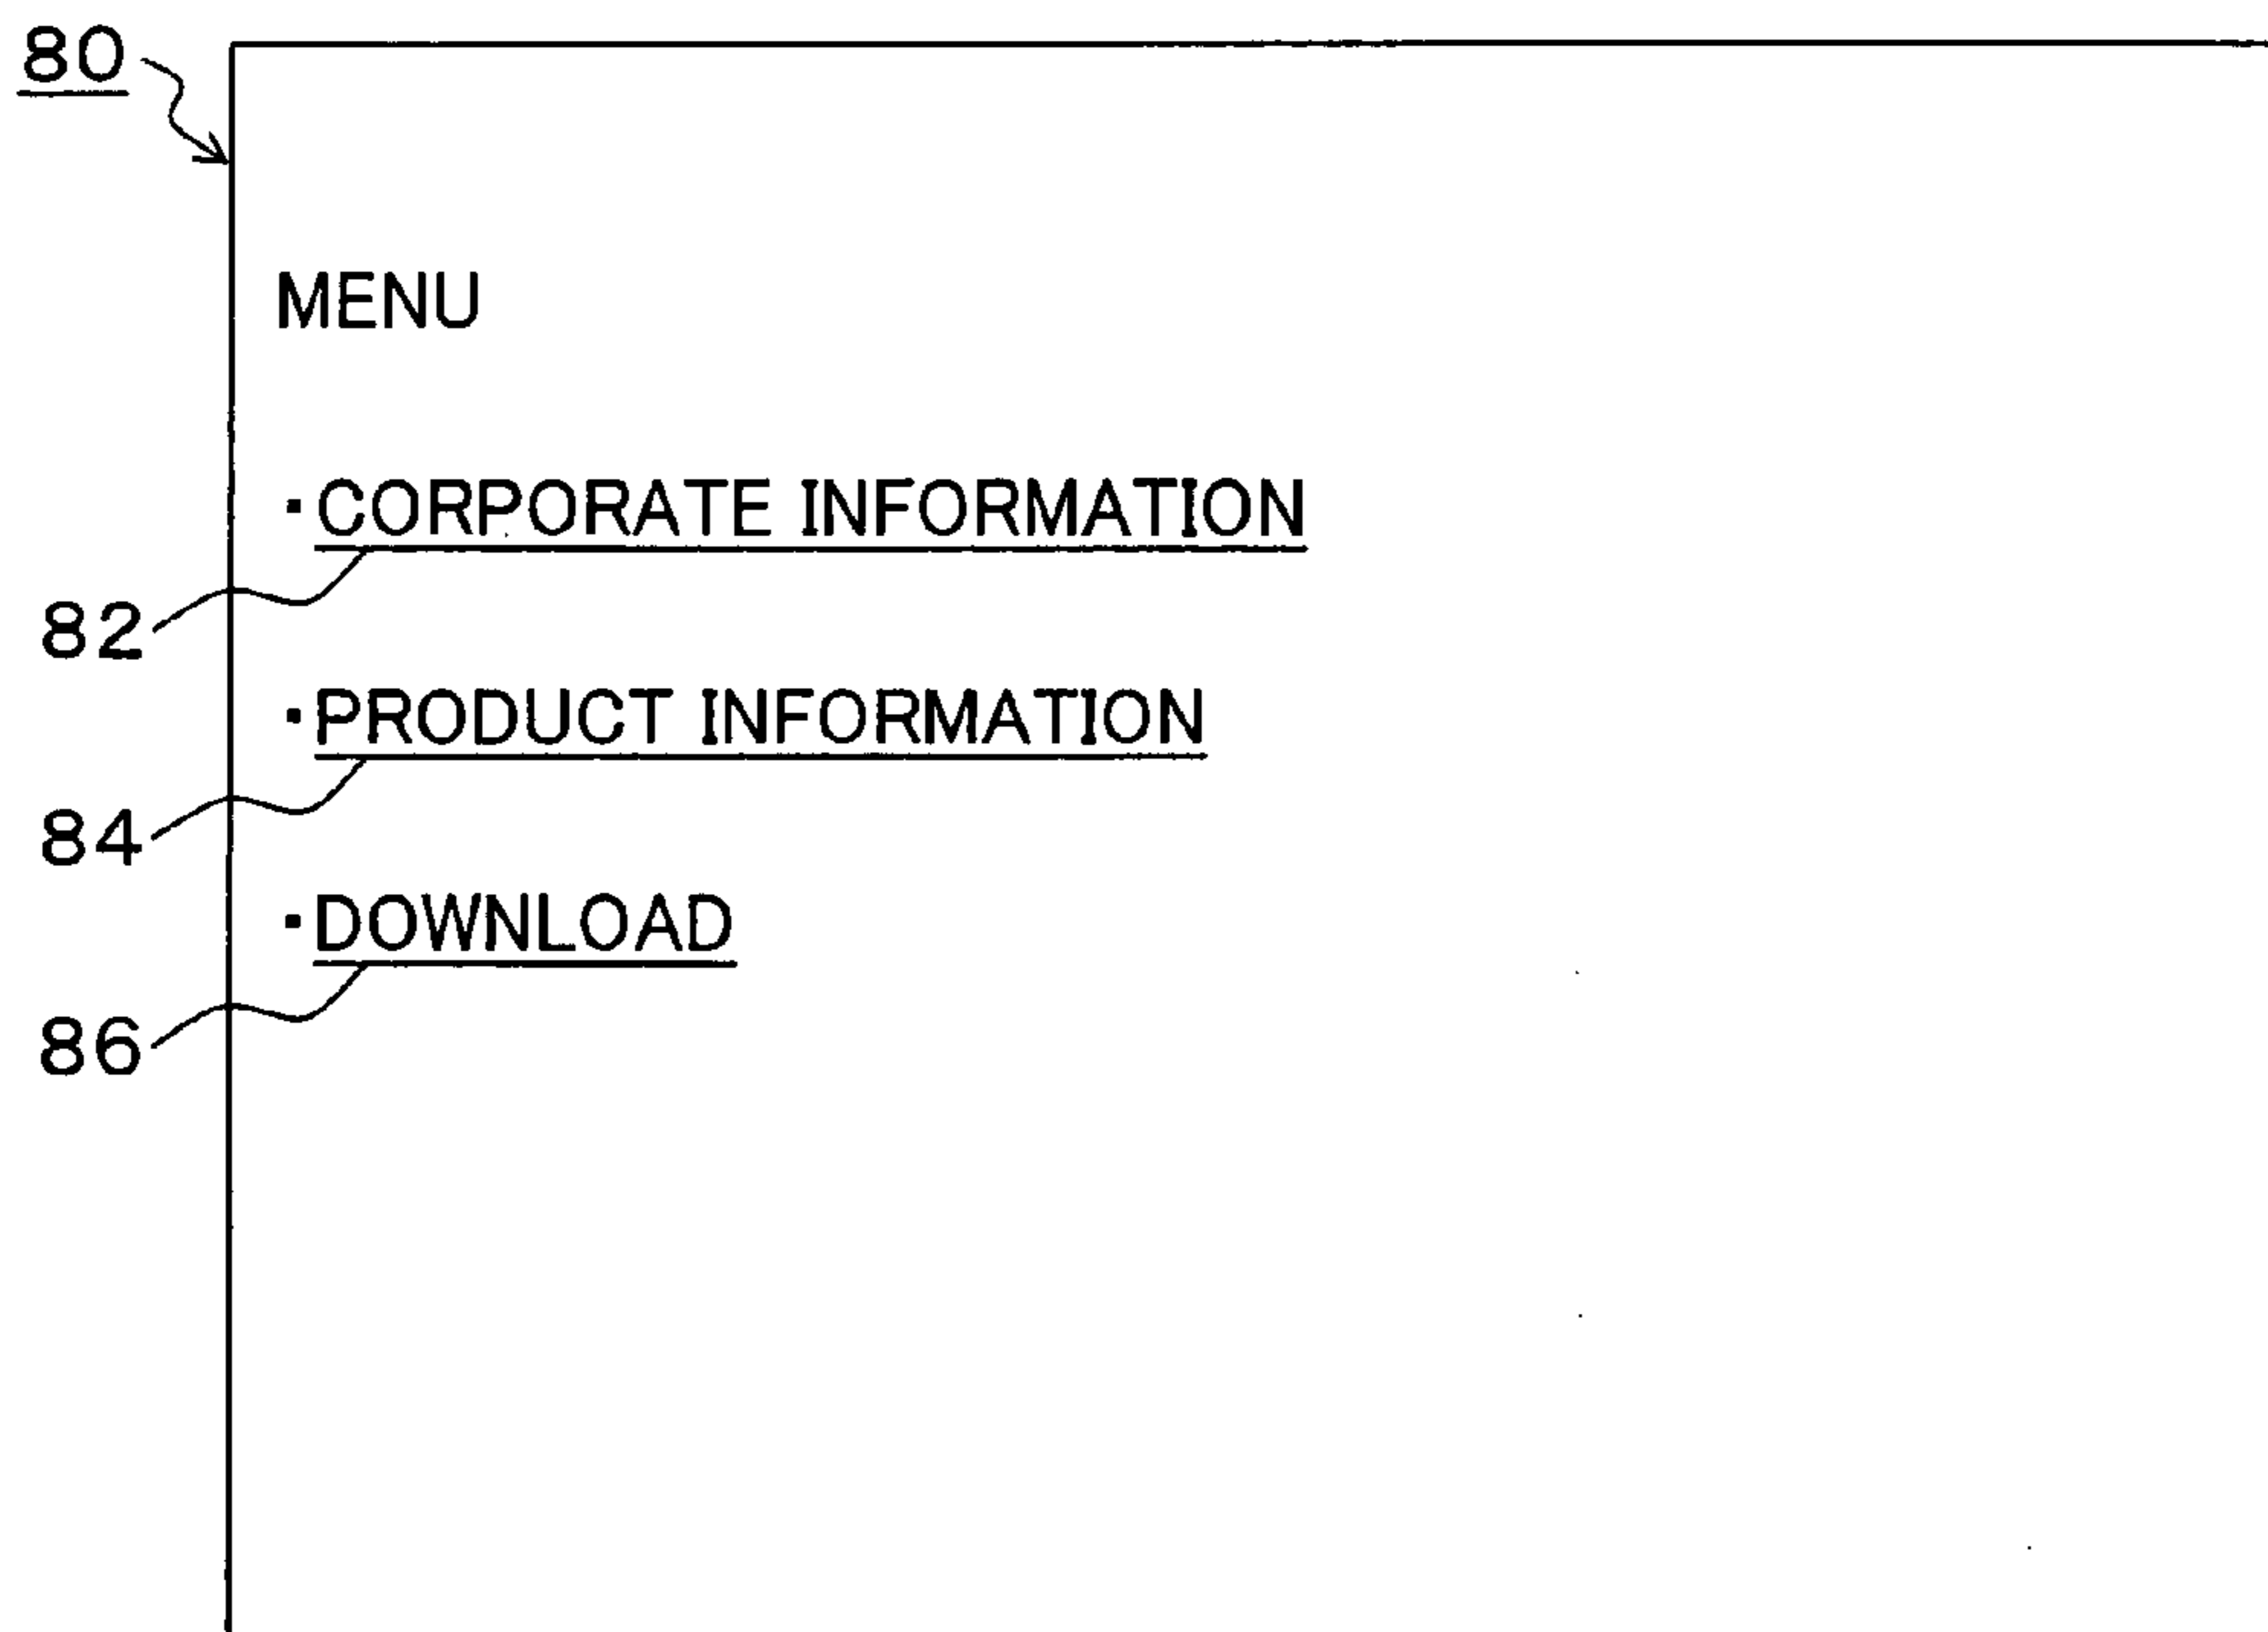 80
MENU
・CORPORATE INFORMATION
82
・PRODUCT INFORMATION
84
・DOWNLOAD
86